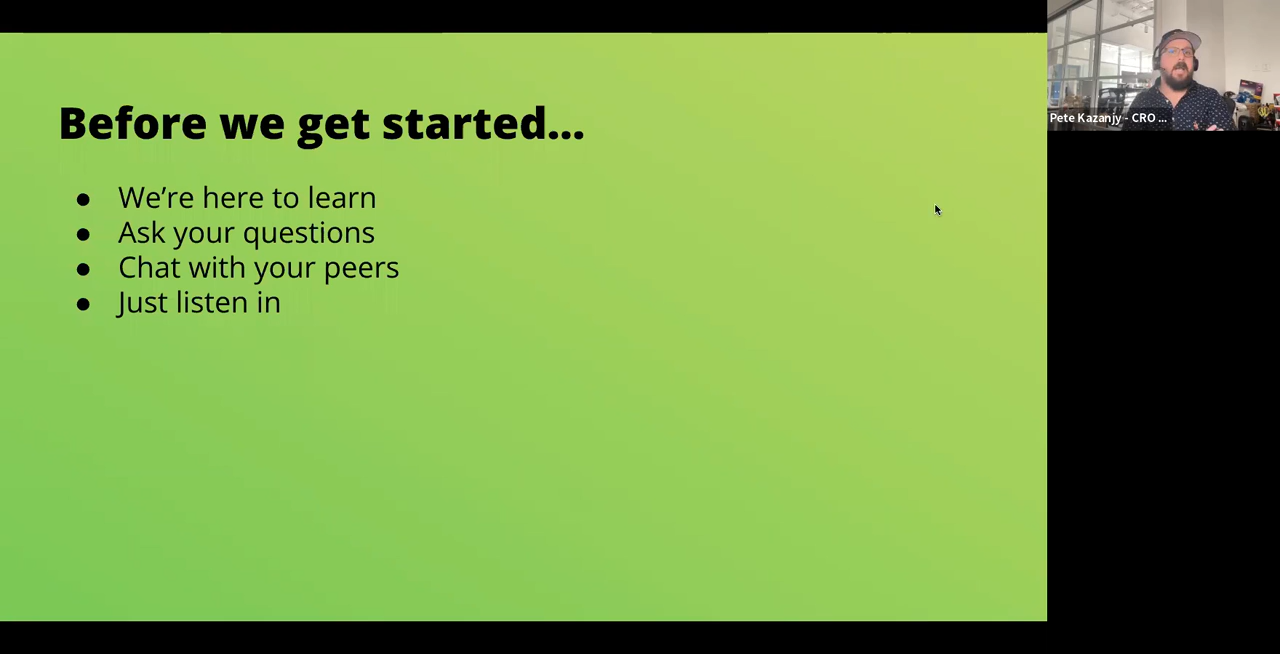 Before we get started...
● We’re here to learn
● Ask your questions
● Chat with your peers
● Just listen in
Pete Kazanjy - CRO ...